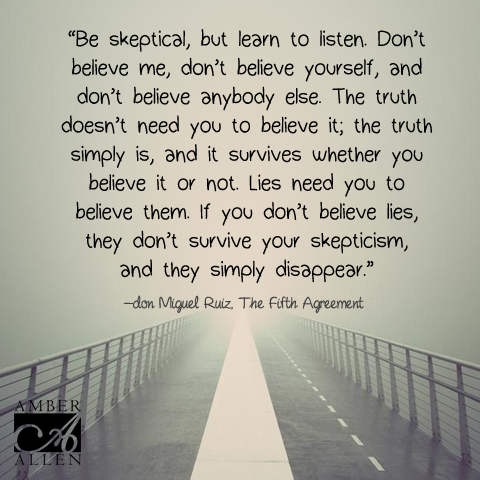 “Be skeptical, but learn to listen. Don’t
believe me, don’t believe yourself, and
don’t believe anybody else. The truth
doesn’t need you to believe it; the truth
simply is, and it survives whether you
believe it or not. Lies need you to
believe them. If you don’t believe lies,
they don’t survive your skepticism,
and they simply disappear.”
—don Miguel Ruiz, The Fifth Agreement
AMBER
A
ALLEN